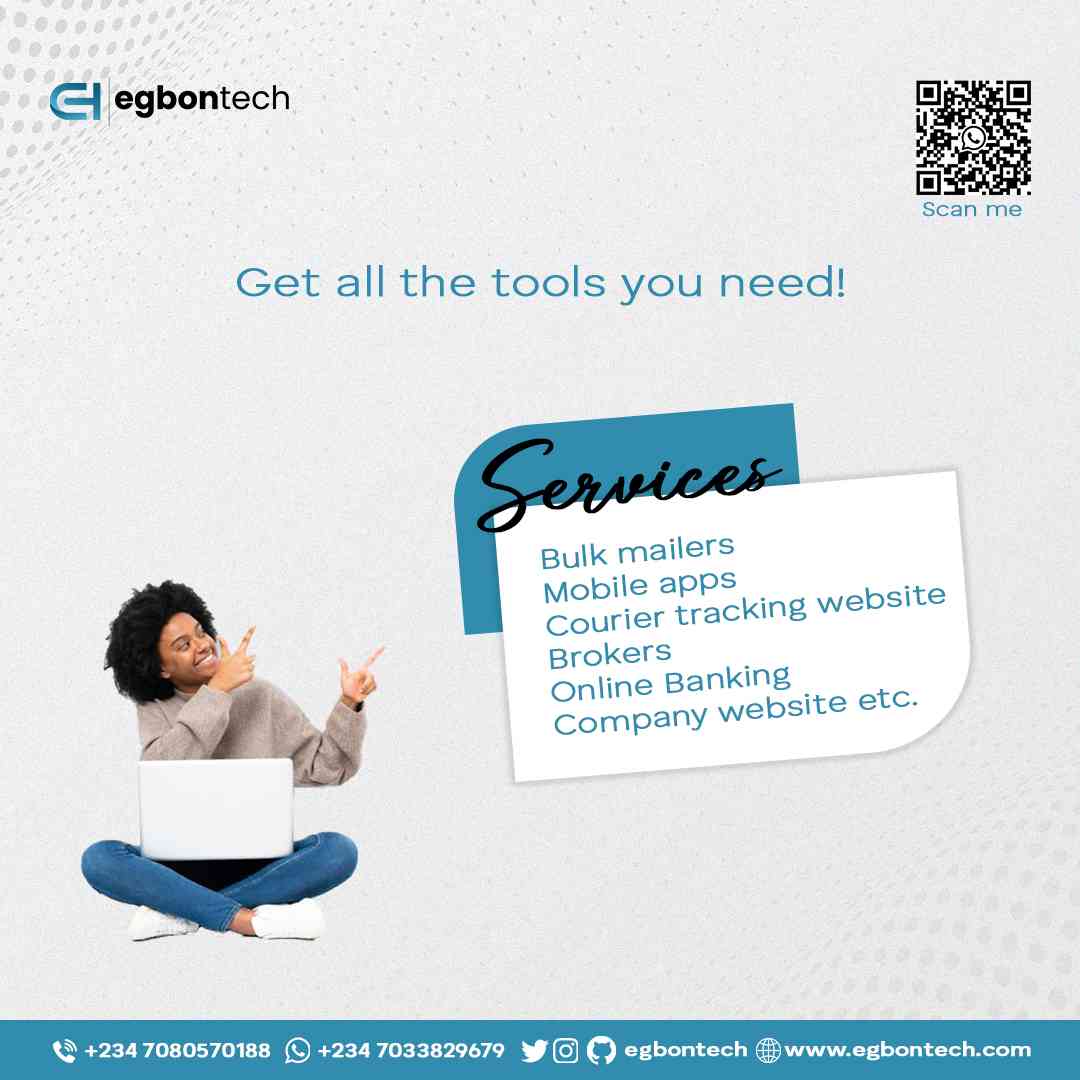 egbontech
Scan me
Get all the tools you need!
Services
Bulk mailers
Mobile apps
Courier tracking website
Brokers
Online Banking
Company website etc.
+234 7080570188 +234 7033829679 egbontech www.egbontech.com